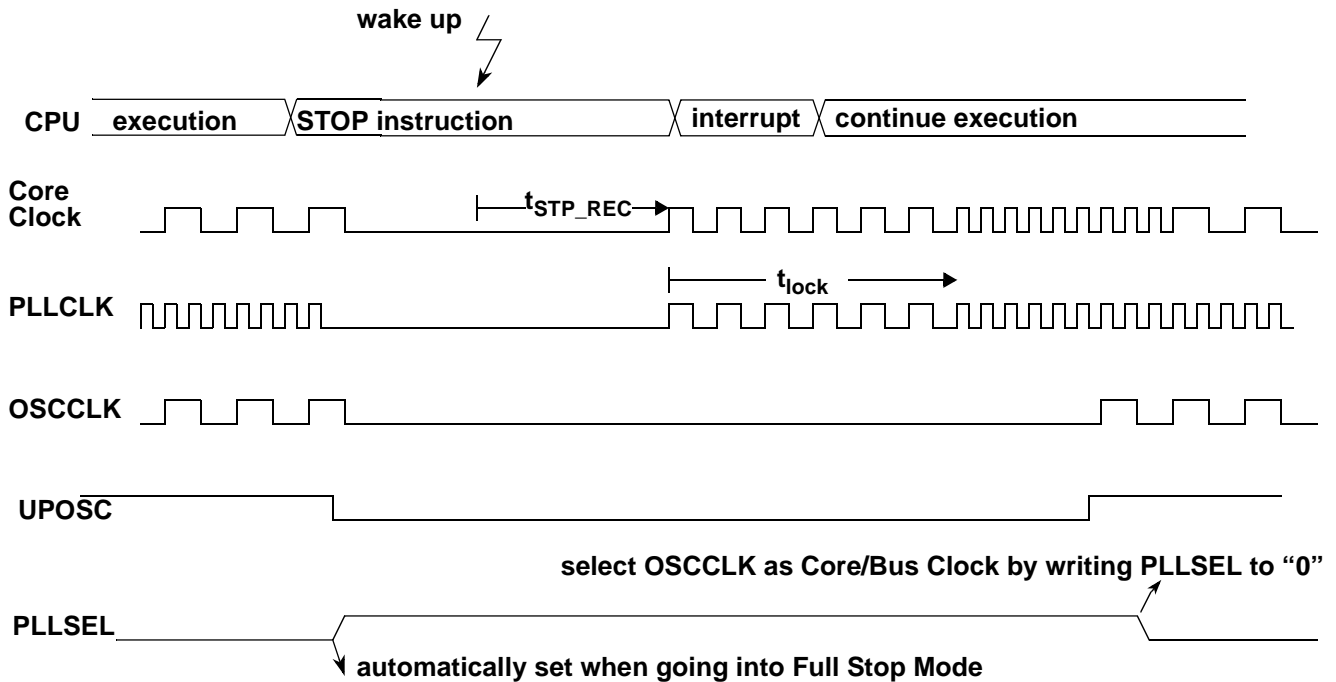 wake up
CPU execution STOP instruction interrupt continue execution
Core
Clock
tSTP_REC
tlock
PLLCLK
OSCCLK
UPOSC
select OSCCLK as Core/Bus Clock by writing PLLSEL to “0”
PLLSEL
automatically set when going into Full Stop Mode